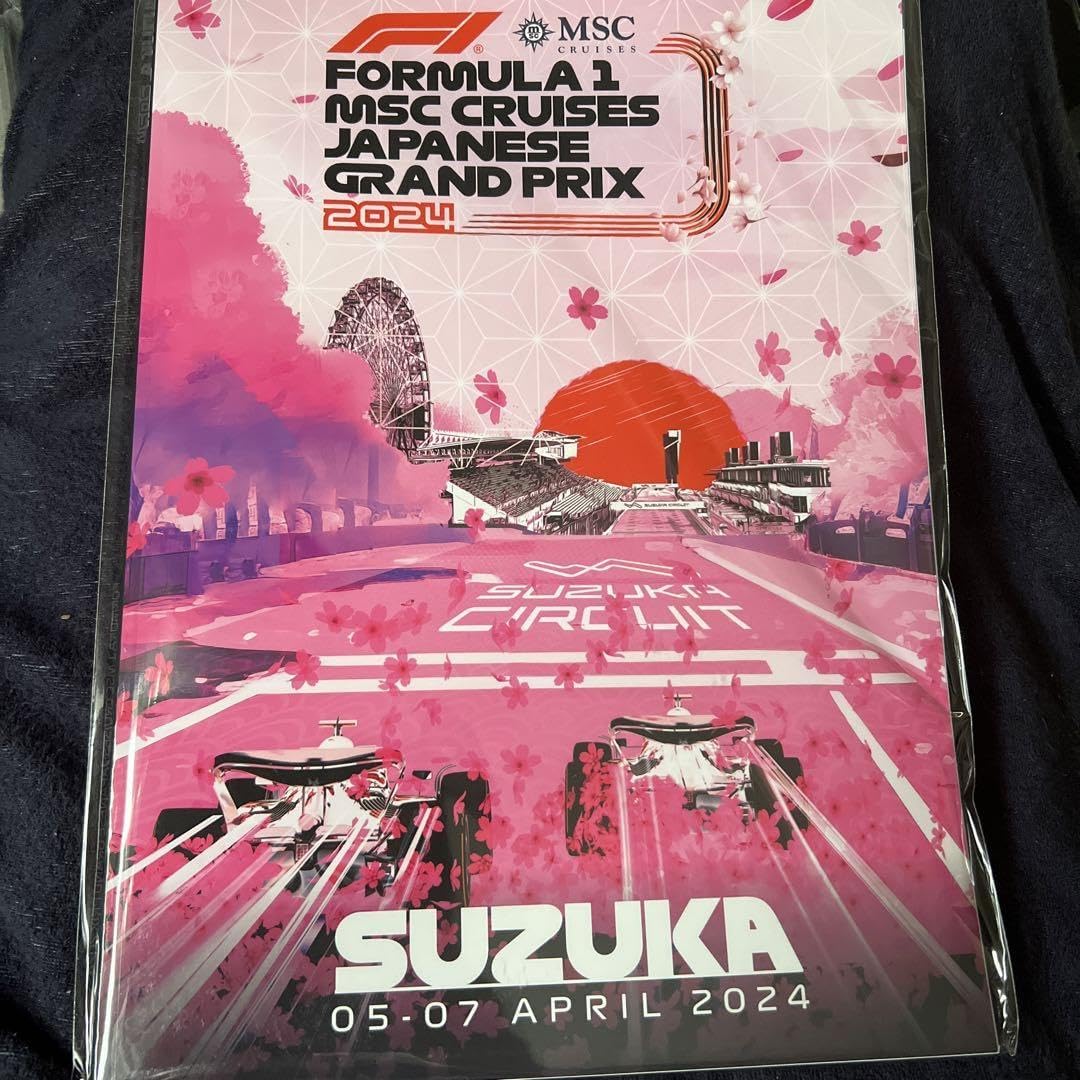 F1
MSC
CRUISES
FORMULA 1
MSC CRUISES
JAPANESE
GRAND PRIX
2024
SUZUKA CIRCUIT
SUZUKA
CIRCUIT
SUZUKA
05-07 APRIL 2024